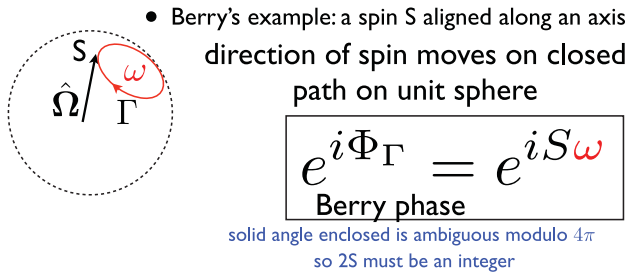 • Berry's example: a spin S aligned along an axis
direction of spin moves on closed
path on unit sphere
S
ω
Ω̂
Γ
e^{iΦ_Γ} = e^{iSω}
Berry phase
solid angle enclosed is ambiguous modulo 4π
so 2S must be an integer